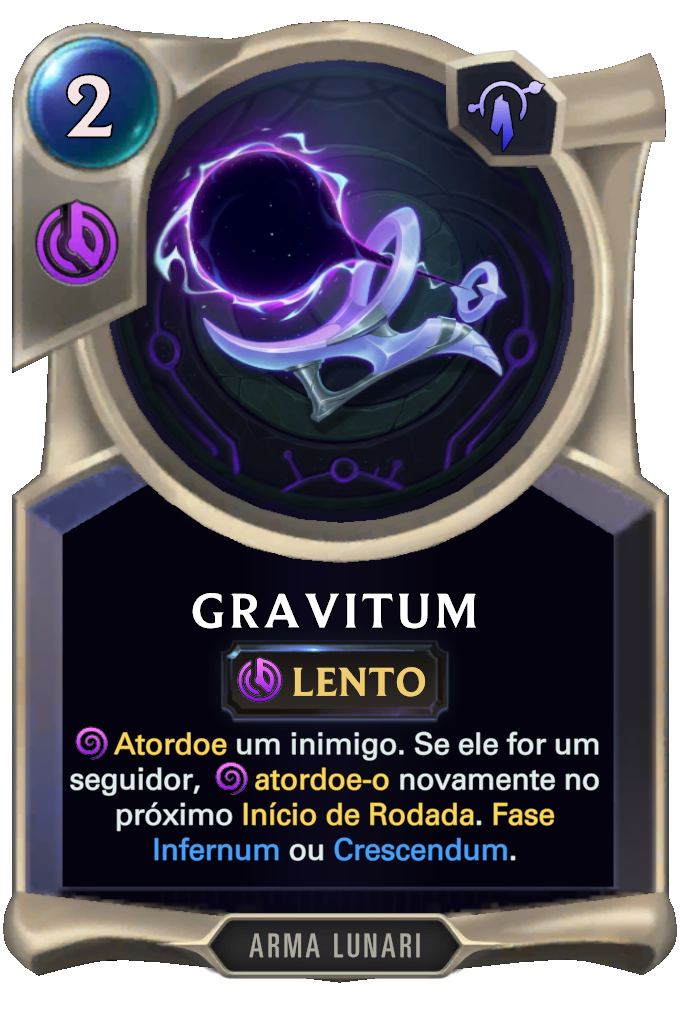 2
GRAVITUM
LENTO
Atordoe um inimigo. Se ele for um
seguidor, atordoe-o novamente no
próximo Início de Rodada. Fase
Infernum ou Crescendum.
ARMA LUNARI